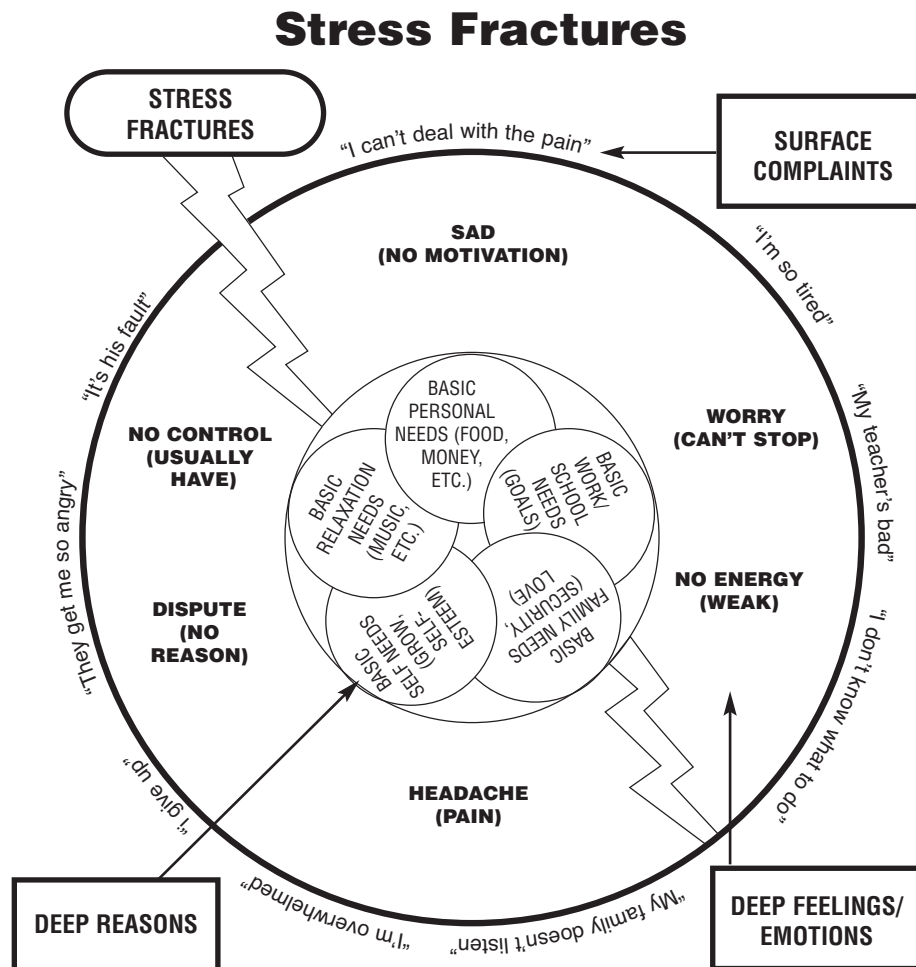 Stress Fractures
STRESS
FRACTURES
SURFACE
COMPLAINTS
“I can't deal with the pain”
“I'm so tired”
“My teacher's bad”
“I don't know what to do”
“My family doesn't listen”
“I'm overwhelmed”
“i give up”
“They get me so angry”
“It's his fault”
SAD
(NO MOTIVATION)
WORRY
(CAN'T STOP)
NO ENERGY
(WEAK)
HEADACHE
(PAIN)
DISPUTE
(NO
REASON)
NO CONTROL
(USUALLY
HAVE)
BASIC
PERSONAL
NEEDS (FOOD,
MONEY,
ETC.)
BASIC
WORK/
SCHOOL
NEEDS
(GOALS)
BASIC
FAMILY NEEDS
(SECURITY,
LOVE)
BASIC
SELF NEEDS
(GROW,
SELF-
ESTEEM)
BASIC
RELAXATION
NEEDS
(MUSIC,
ETC.)
DEEP REASONS
DEEP FEELINGS/
EMOTIONS